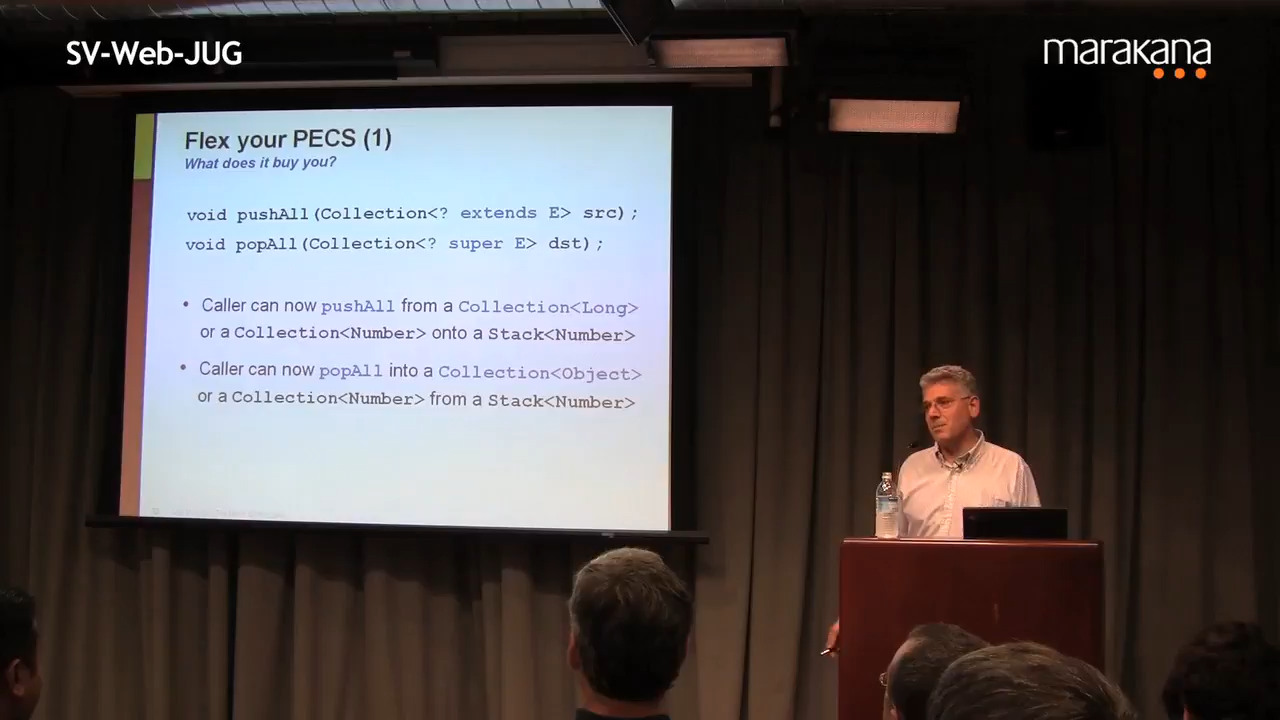 SV-Web-JUG
marakana
Flex your PECS (1)
What does it buy you?
void pushAll(Collection<? extends E> src);
void popAll(Collection<? super E> dst);
• Caller can now pushAll from a Collection<Long>
or a Collection<Number> onto a Stack<Number>
• Caller can now popAll into a Collection<Object>
or a Collection<Number> from a Stack<Number>